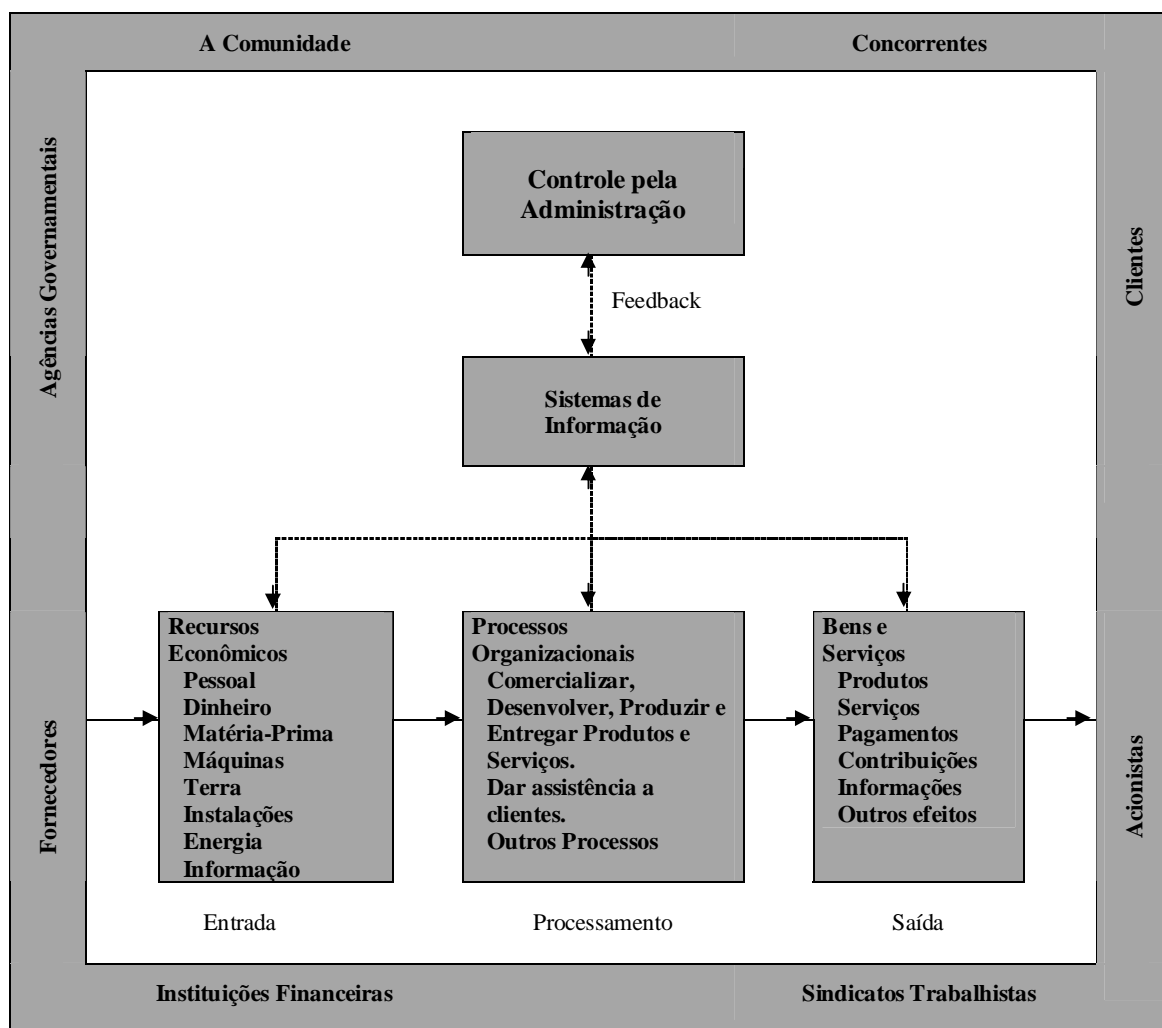 A Comunidade
Concorrentes
Agências Governamentais
Clientes
Controle pela
Administração
Feedback
Sistemas de
Informação
Fornecedores
Recursos
Econômicos
Pessoal
Dinheiro
Matéria-Prima
Máquinas
Terra
Instalações
Energia
Informação
Processos
Organizacionais
Comercializar,
Desenvolver, Produzir e
Entregar Produtos e
Serviços.
Dar assistência a
clientes.
Outros Processos
Bens e
Serviços
Produtos
Serviços
Pagamentos
Contribuições
Informações
Outros efeitos
Acionistas
Entrada
Processamento
Saída
Instituições Financeiras
Sindicatos Trabalhistas